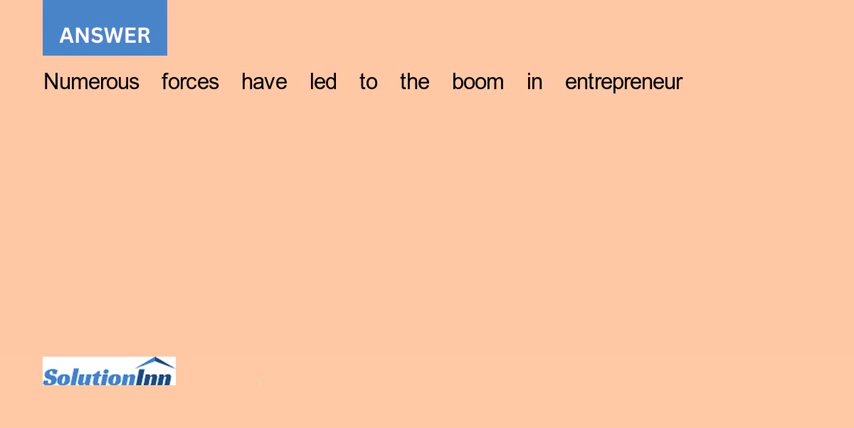 ANSWER
Numerous forces have led to the boom in entrepreneur
SolutionInn